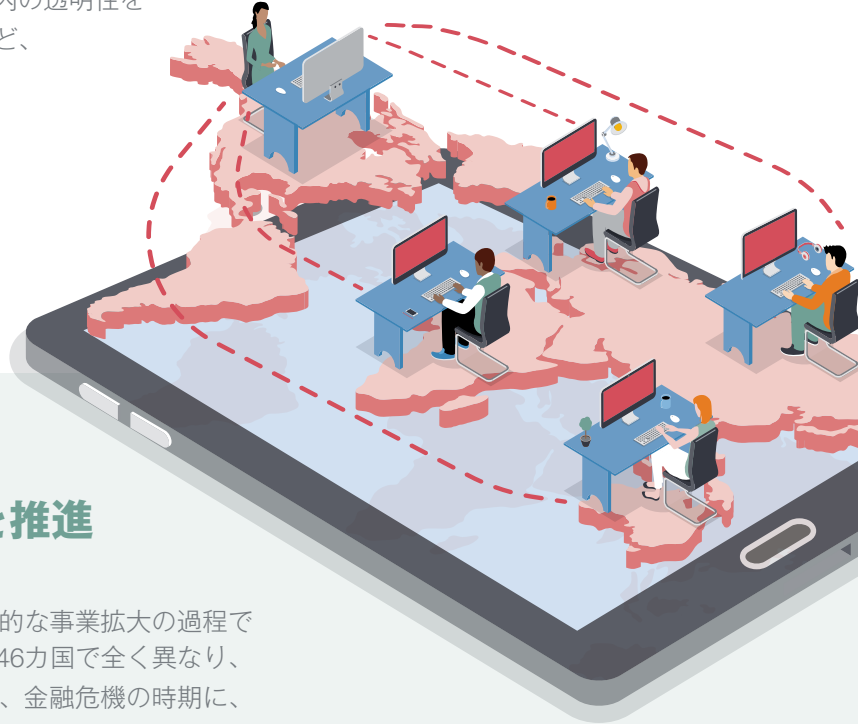 内の透明性を
ど、
を推進
的な事業拡大の過程で
46カ国で全く異なり、
、金融危機の時期に、